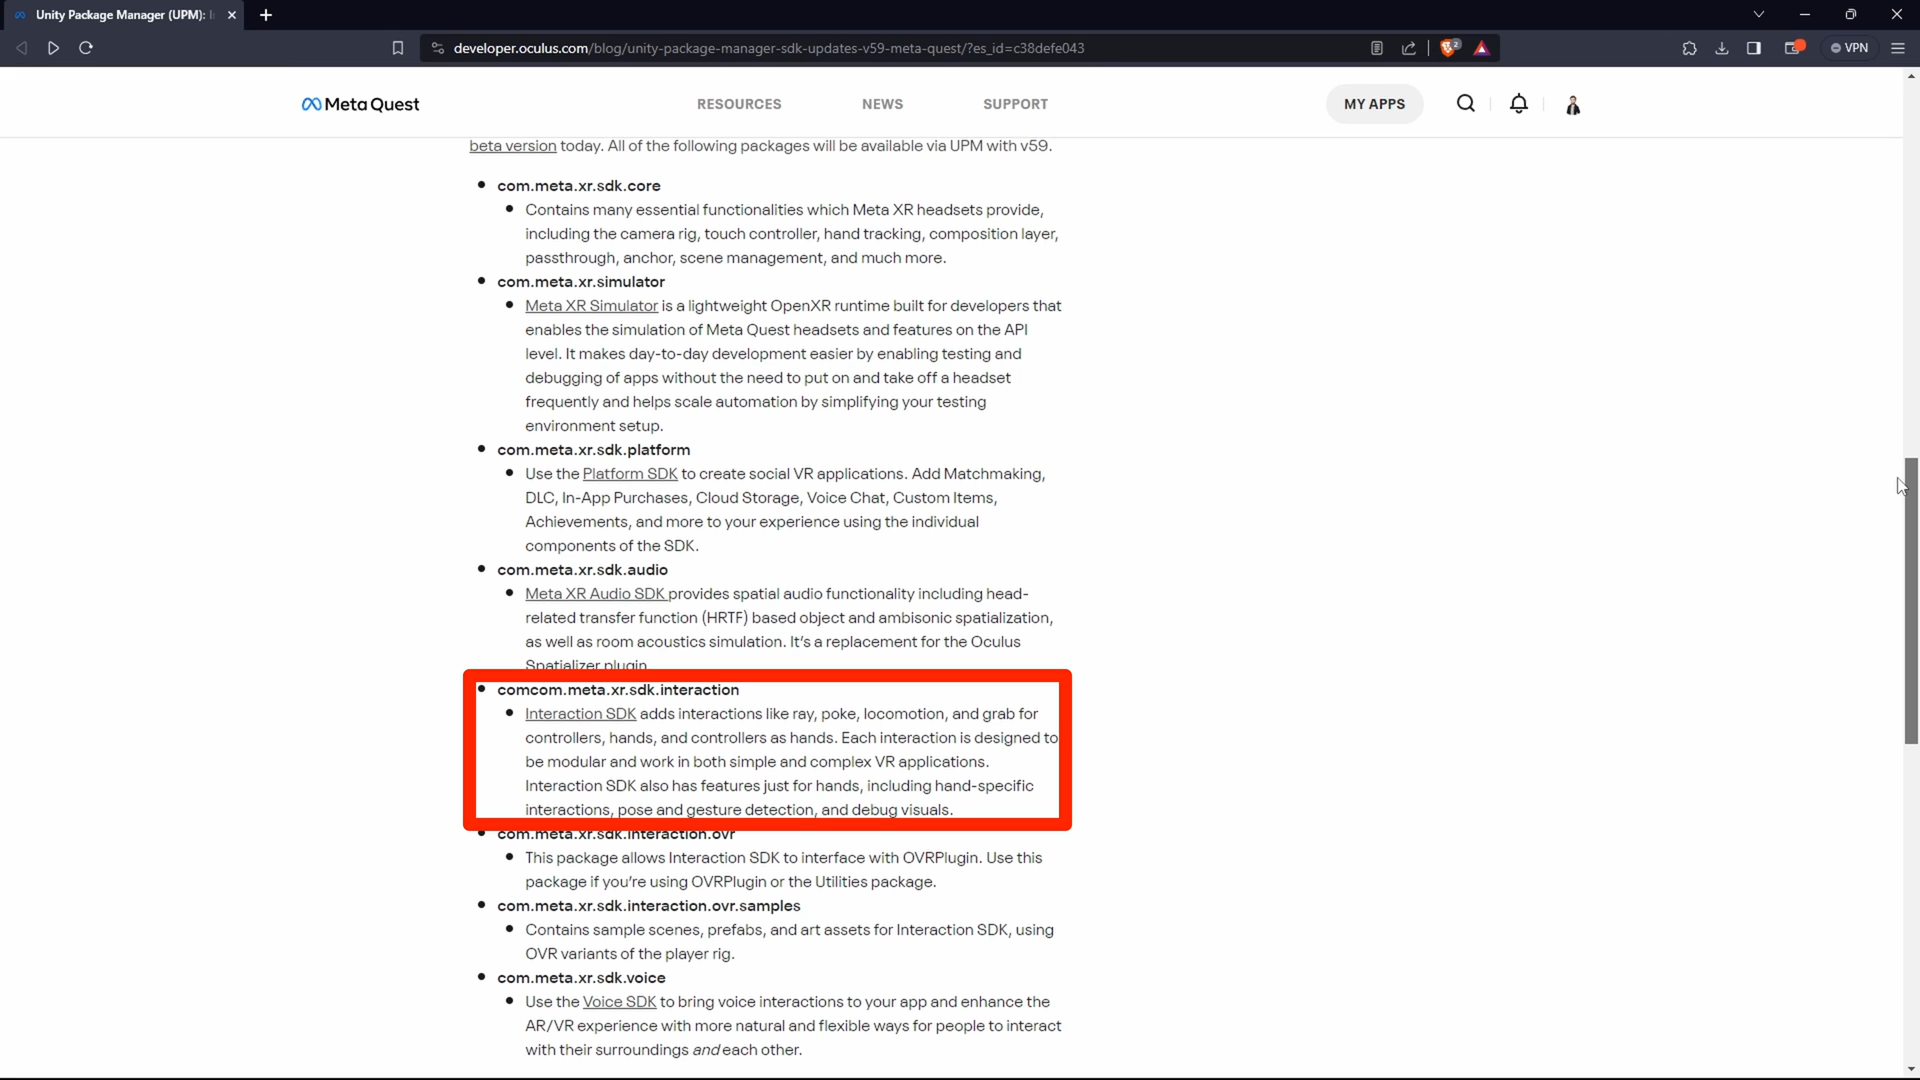 Unity Package Manager (UPM):
developer.oculus.com/blog/unity-package-manager-sdk-updates-v59-meta-quest/?es_id=c38defe043
2
VPN
Meta Quest
RESOURCES
NEWS
SUPPORT
MY APPS
beta version today. All of the following packages will be available via UPM with v59.
com.meta.xr.sdk.core
Contains many essential functionalities which Meta XR headsets provide,
including the camera rig, touch controller, hand tracking, composition layer,
passthrough, anchor, scene management, and much more.
com.meta.xr.simulator
Meta XR Simulator is a lightweight OpenXR runtime built for developers that
enables the simulation of Meta Quest headsets and features on the API
level. It makes day-to-day development easier by enabling testing and
debugging of apps without the need to put on and take off a headset
frequently and helps scale automation by simplifying your testing
environment setup.
com.meta.xr.sdk.platform
Use the Platform SDK to create social VR applications. Add Matchmaking,
DLC, In-App Purchases, Cloud Storage, Voice Chat, Custom Items,
Achievements, and more to your experience using the individual
components of the SDK.
com.meta.xr.sdk.audio
Meta XR Audio SDK provides spatial audio functionality including head-
related transfer function (HRTF) based object and ambisonic spatialization,
as well as room acoustics simulation. It's a replacement for the Oculus
Spatializer plugin.
comcom.meta.xr.sdk.interaction
Interaction SDK adds interactions like ray, poke, locomotion, and grab for
controllers, hands, and controllers as hands. Each interaction is designed to
be modular and work in both simple and complex VR applications.
Interaction SDK also has features just for hands, including hand-specific
interactions, pose and gesture detection, and debug visuals.
com.meta.xr.sdk.interaction.ovr
This package allows Interaction SDK to interface with OVRPlugin. Use this
package if you're using OVRPlugin or the Utilities package.
com.meta.xr.sdk.interaction.ovr.samples
Contains sample scenes, prefabs, and art assets for Interaction SDK, using
OVR variants of the player rig.
com.meta.xr.sdk.voice
Use the Voice SDK to bring voice interactions to your app and enhance the
AR/VR experience with more natural and flexible ways for people to interact
with their surroundings and each other.